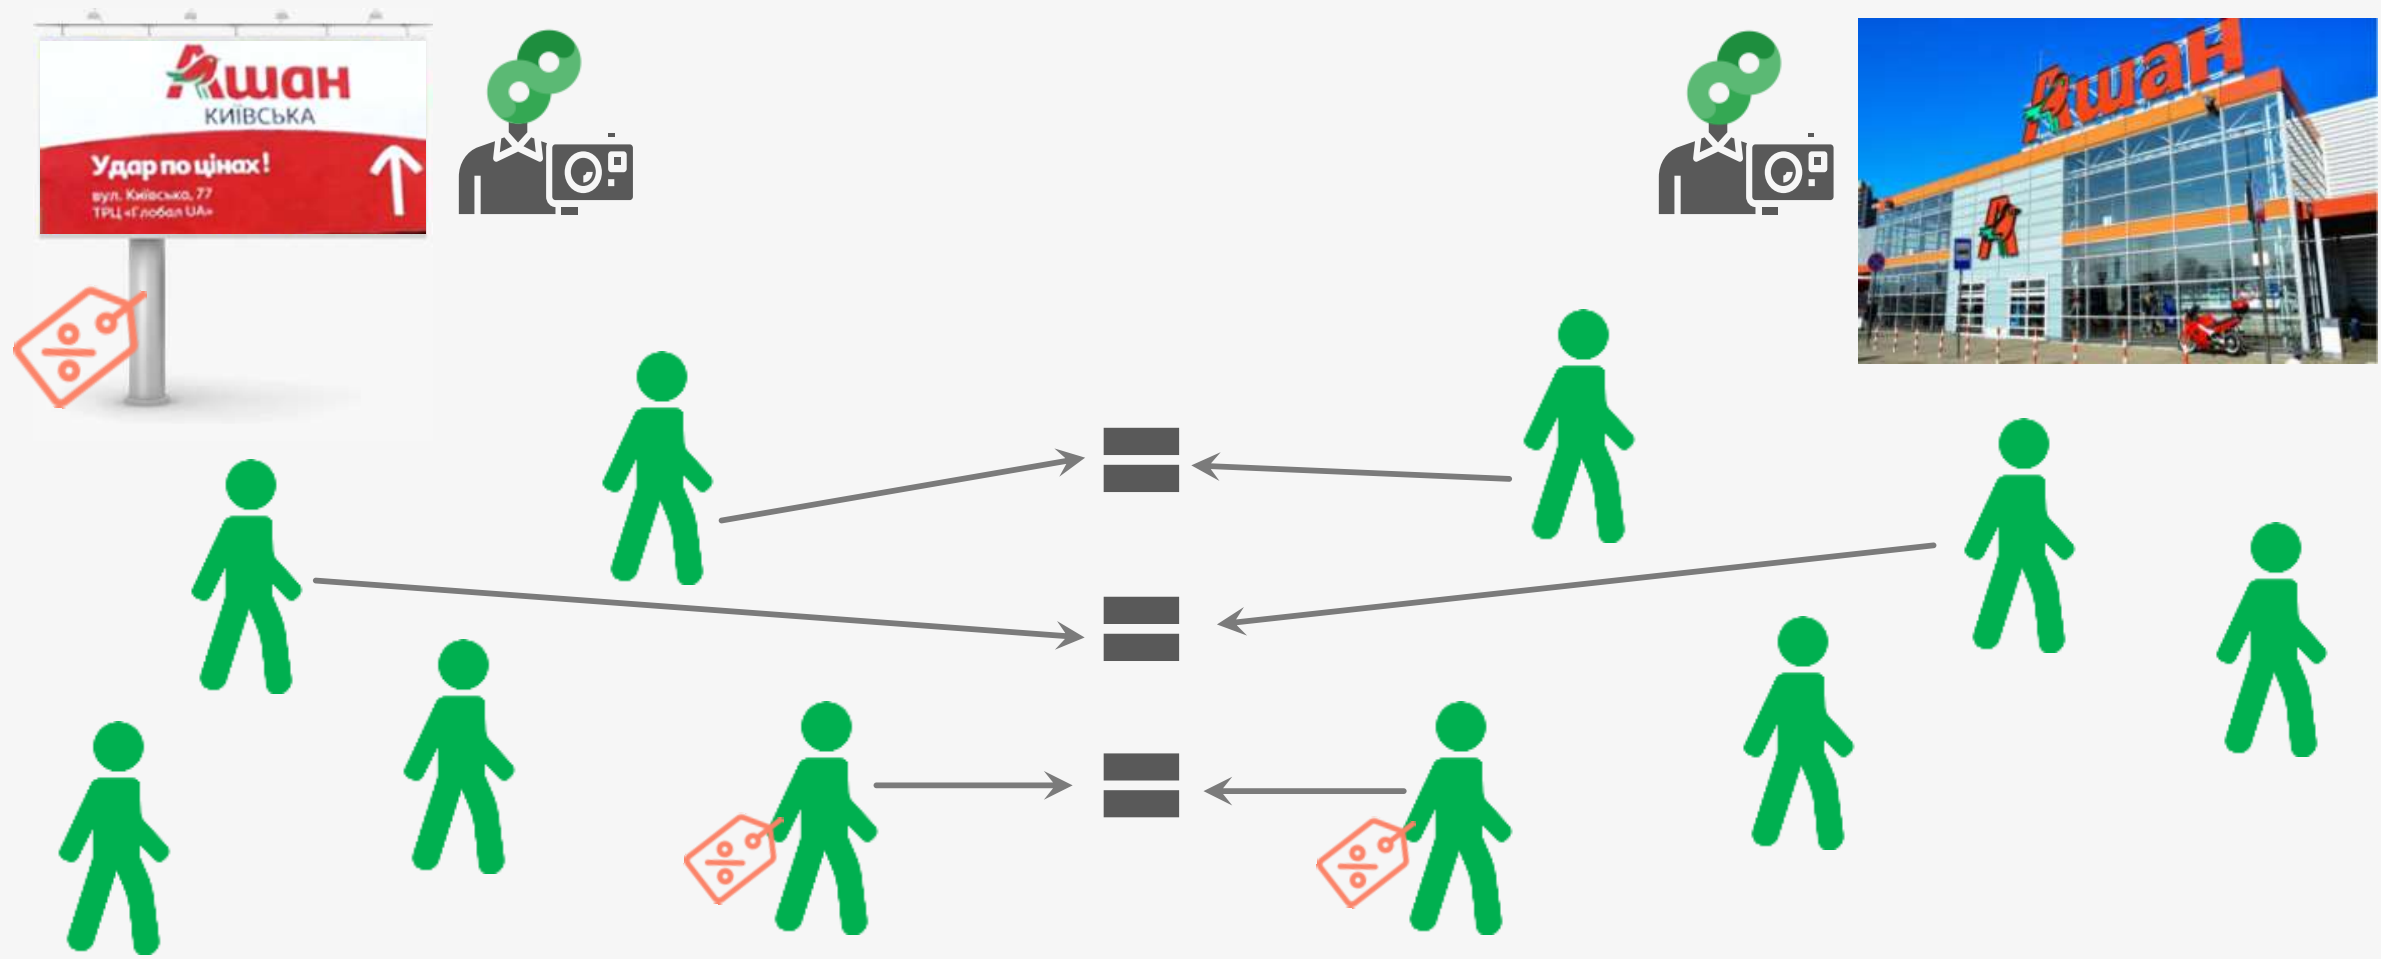 Ашан
КИЇВСЬКА
Удар по цінах!
вул. Київська, 77
ТРЦ «Глобал UA»
Ашан